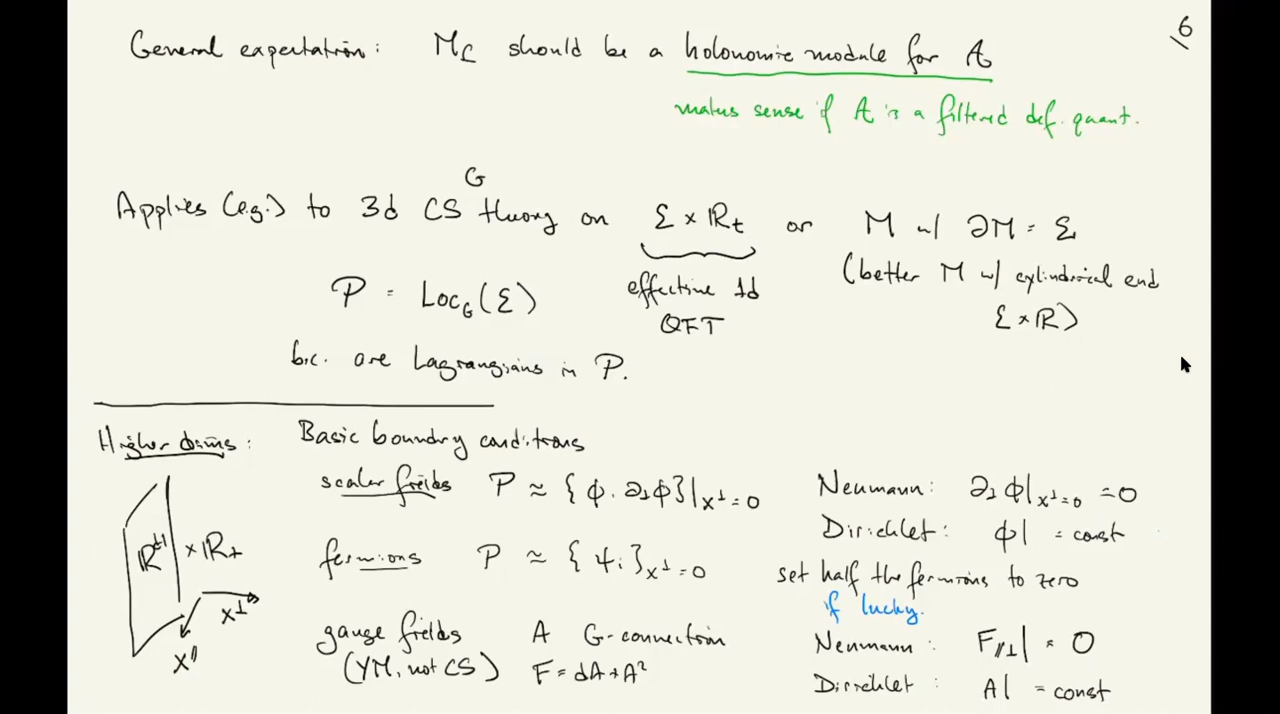 6
General expectation: M_L should be a holonomic module for A
makes sense if A is a filtered def. quant.
Applies (e.g.) to 3d CS^G theory on Σ × ℝ_t or M w/ ∂M = Σ
(better M w/ cylindrical end
Σ × ℝ)
effective 1d
QFT
P = Loc_G(Σ)
b.c. are Lagrangians in P.
Higher dims: Basic boundry conditions
scalar fields P ≈ {φ, ∂_⊥φ}|_{x^⊥=0} Neumann: ∂_⊥φ|_{x^⊥=0} = 0
Dirichlet: φ| = const
fermions P ≈ {ψ_i}_{x^⊥=0} set half the fermions to zero
if lucky.
gauge fields A G-connection Neumann: F_{∥⊥}| = 0
(YM, not CS) F = dA + A² Dirichlet: A| = const
ℝ^{d-1} × ℝ_+
x^⊥
x^{∥}